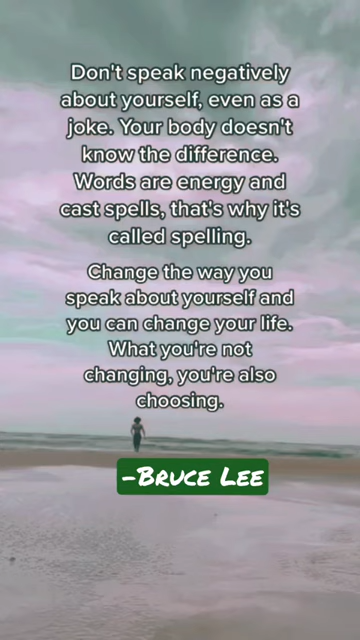 Don't speak negatively
about yourself, even as a
joke. Your body doesn't
know the difference.
Words are energy and
cast spells, that's why it's
called spelling.
Change the way you
speak about yourself and
you can change your life.
What you're not
changing, you're also
choosing.
-Bruce Lee